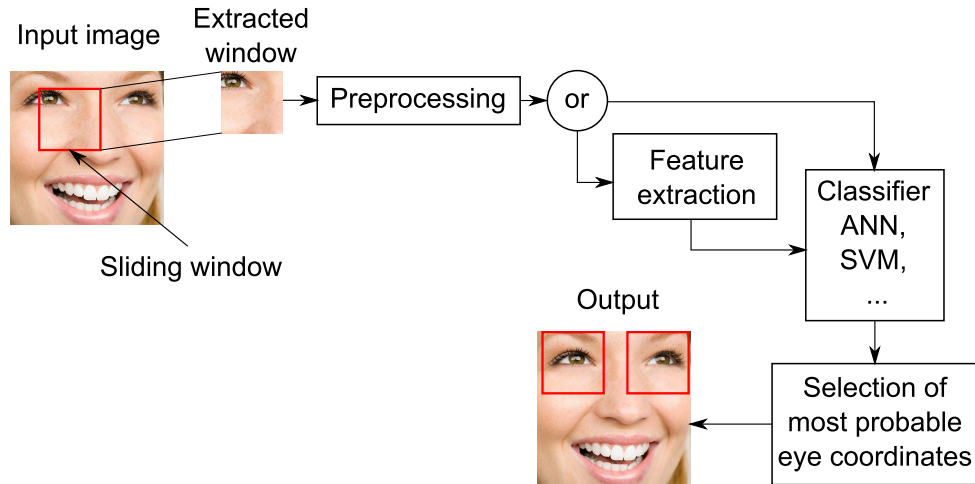 Input image
Extracted
window
Preprocessing
or
Feature
extraction
Classifier
ANN,
SVM,
...
Sliding window
Output
Selection of
most probable
eye coordinates